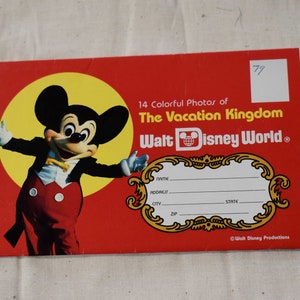 79
14 Colorful Photos of
The Vacation Kingdom
Walt Disney World®
NAME
ADDRESS
CITY STATE
ZIP
© Walt Disney Productions